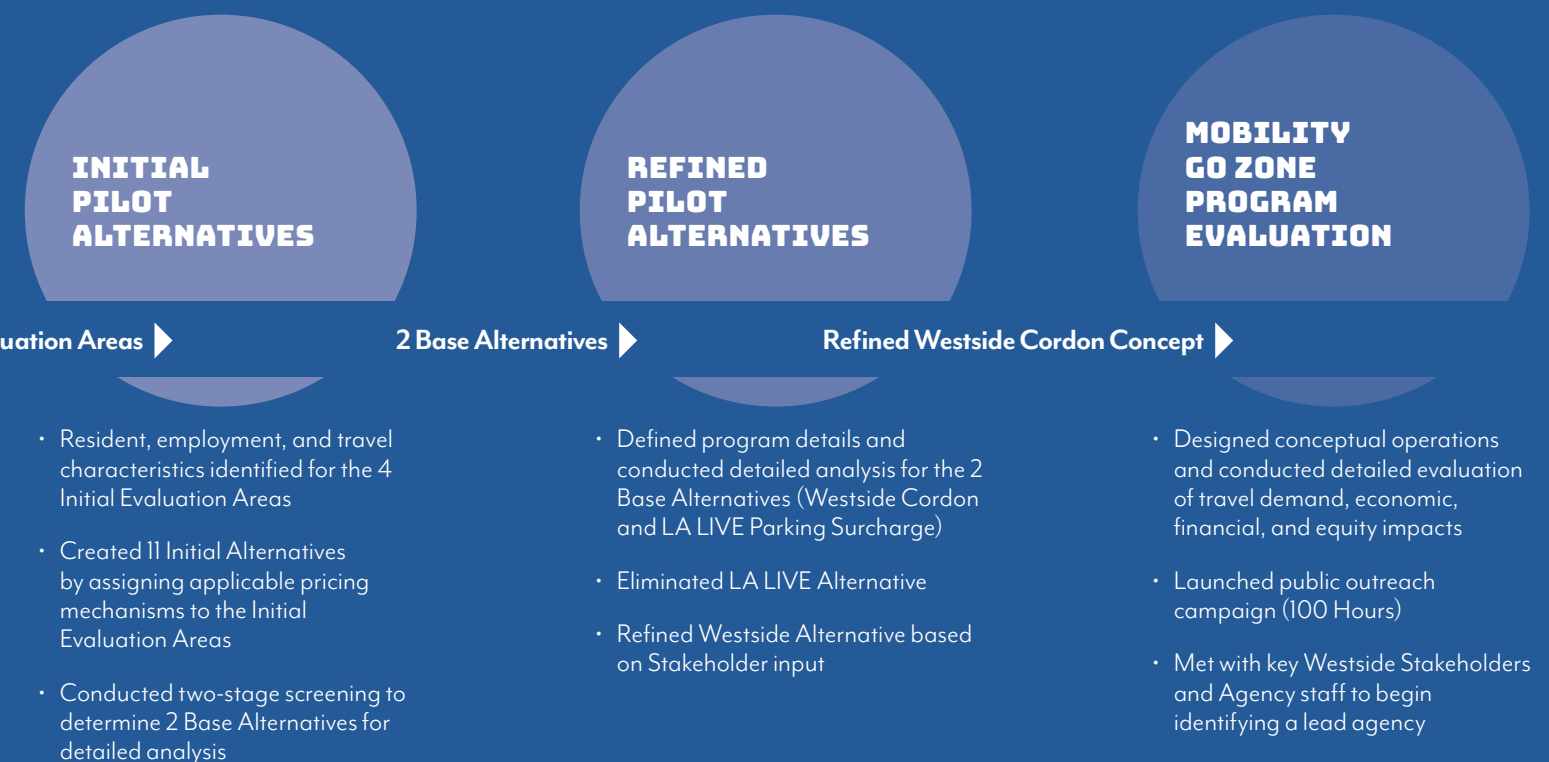 INITIAL
PILOT
ALTERNATIVES
REFINED
PILOT
ALTERNATIVES
MOBILITY
GO ZONE
PROGRAM
EVALUATION
uation Areas
2 Base Alternatives
Refined Westside Cordon Concept
• Resident, employment, and travel
characteristics identified for the 4
Initial Evaluation Areas
• Created 11 Initial Alternatives
by assigning applicable pricing
mechanisms to the Initial
Evaluation Areas
• Conducted two-stage screening to
determine 2 Base Alternatives for
detailed analysis
• Defined program details and
conducted detailed analysis for the 2
Base Alternatives (Westside Cordon
and LA LIVE Parking Surcharge)
• Eliminated LA LIVE Alternative
• Refined Westside Alternative based
on Stakeholder input
• Designed conceptual operations
and conducted detailed evaluation
of travel demand, economic,
financial, and equity impacts
• Launched public outreach
campaign (100 Hours)
• Met with key Westside Stakeholders
and Agency staff to begin
identifying a lead agency